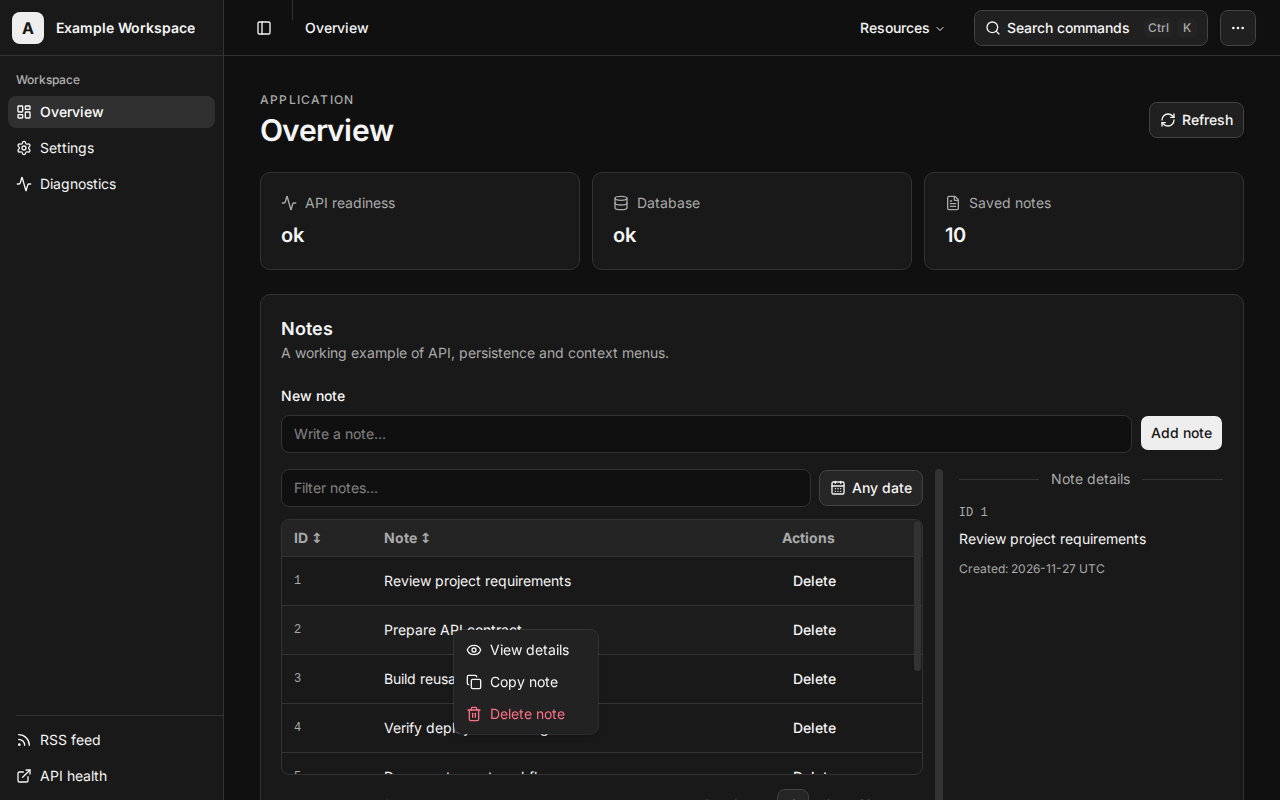 A Example Workspace
Overview
Resources
Search commands Ctrl K
Workspace
Overview
Settings
Diagnostics
RSS feed
API health
APPLICATION
Overview
Refresh
API readiness
ok
Database
ok
Saved notes
10
Notes
A working example of API, persistence and context menus.
New note
Write a note...
Add note
Filter notes...
Any date
ID Note Actions
1 Review project requirements Delete
2 Prepare API contract Delete
3 Build Delete
4 Verify Delete
View details
Copy note
Delete note
Note details
ID 1
Review project requirements
Created: 2026-11-27 UTC